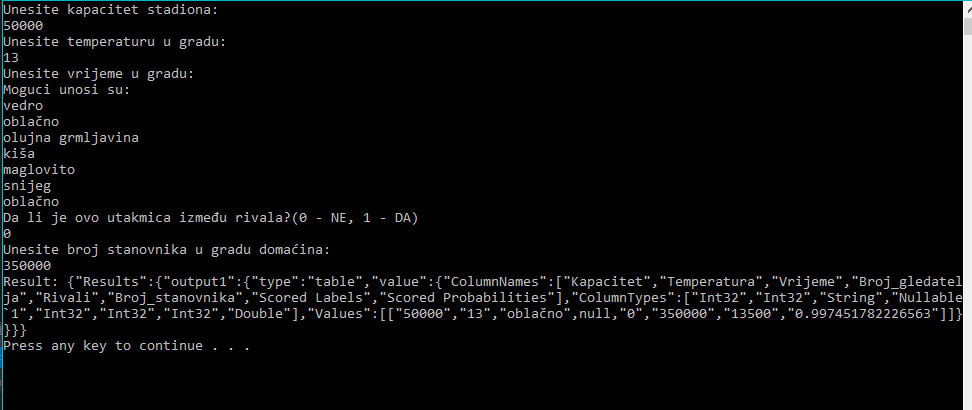 Unesite kapacitet stadiona:
50000
Unesite temperaturu u gradu:
13
Unesite vrijeme u gradu:
Moguci unosi su:
vedro
oblačno
olujna grmljavina
kiša
maglovito
snijeg
oblačno
Da li je ovo utakmica između rivala?(0 - NE, 1 - DA)
0
Unesite broj stanovnika u gradu domaćina:
350000
Result: {"Results":{"output1":{"type":"table","value":{"ColumnNames":["Kapacitet","Temperatura","Vrijeme","Broj_gledatel
ja","Rivali","Broj_stanovnika","Scored Labels","Scored Probabilities"],"ColumnTypes":["Int32","Int32","String","Nullable
`1","Int32","Int32","Int32","Double"],"Values":[["50000","13","oblačno",null,"0","350000","13500","0.997451782226563"]]}
}}}
Press any key to continue . . .